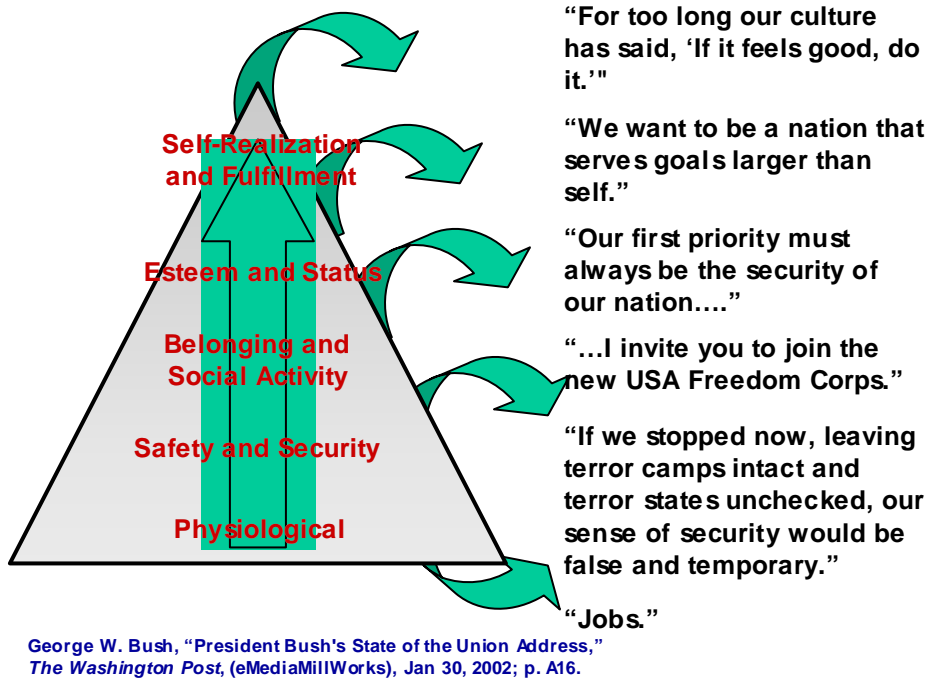 Self-Realization
and Fulfillment
Esteem and Status
Belonging and
Social Activity
Safety and Security
Physiological
“For too long our culture
has said, ‘If it feels good, do
it.’"
“We want to be a nation that
serves goals larger than
self.”
“Our first priority must
always be the security of
our nation….”
“…I invite you to join the
new USA Freedom Corps.”
“If we stopped now, leaving
terror camps intact and
terror states unchecked, our
sense of security would be
false and temporary.”
“Jobs.”
George W. Bush, “President Bush's State of the Union Address,”
The Washington Post, (eMediaMillWorks), Jan 30, 2002; p. A16.